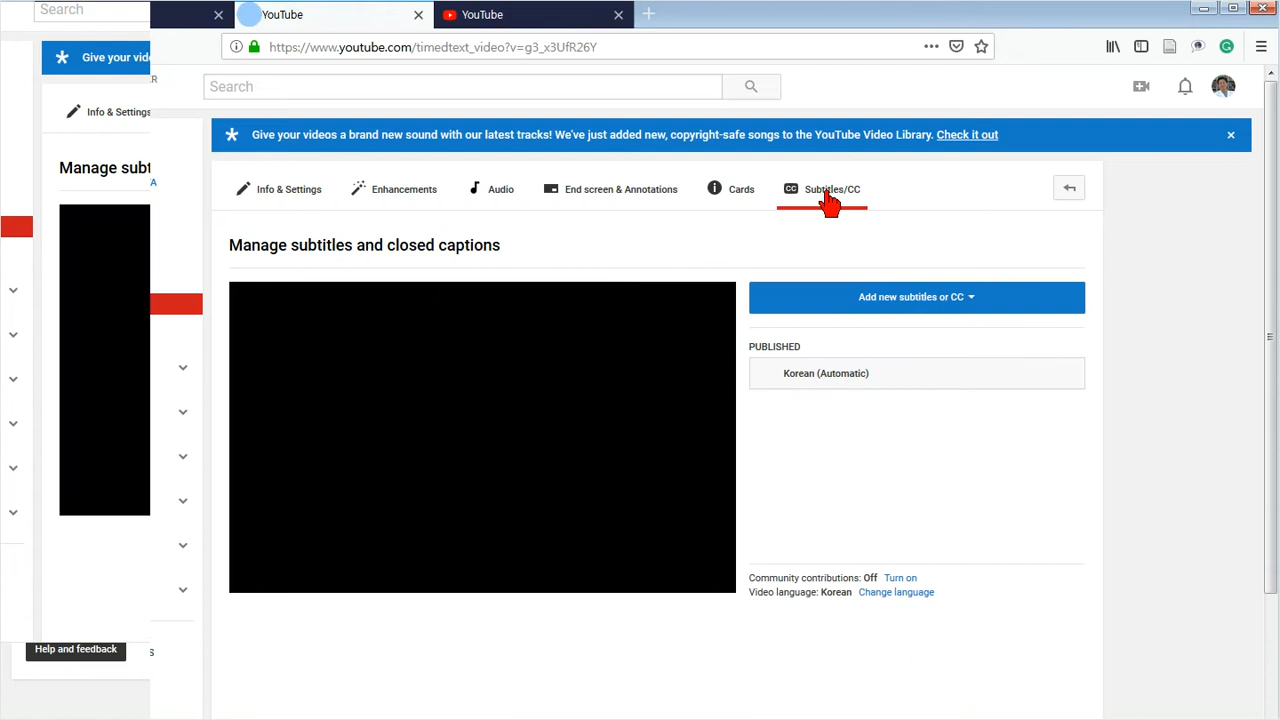 Search
YouTube
YouTube
https://www.youtube.com/timedtext_video?v=g3_x3UfR26Y
Give your vid
ER
Search
Give your videos a brand new sound with our latest tracks! We've just added new, copyright-safe songs to the YouTube Video Library. Check it out
Info & Settings
Info & Settings
Enhancements
Audio
End screen & Annotations
Cards
CC Subtitles/CC
Manage subt
A
Manage subtitles and closed captions
Add new subtitles or CC
PUBLISHED
Korean (Automatic)
Community contributions: Off Turn on
Video language: Korean Change language
Help and feedback
S